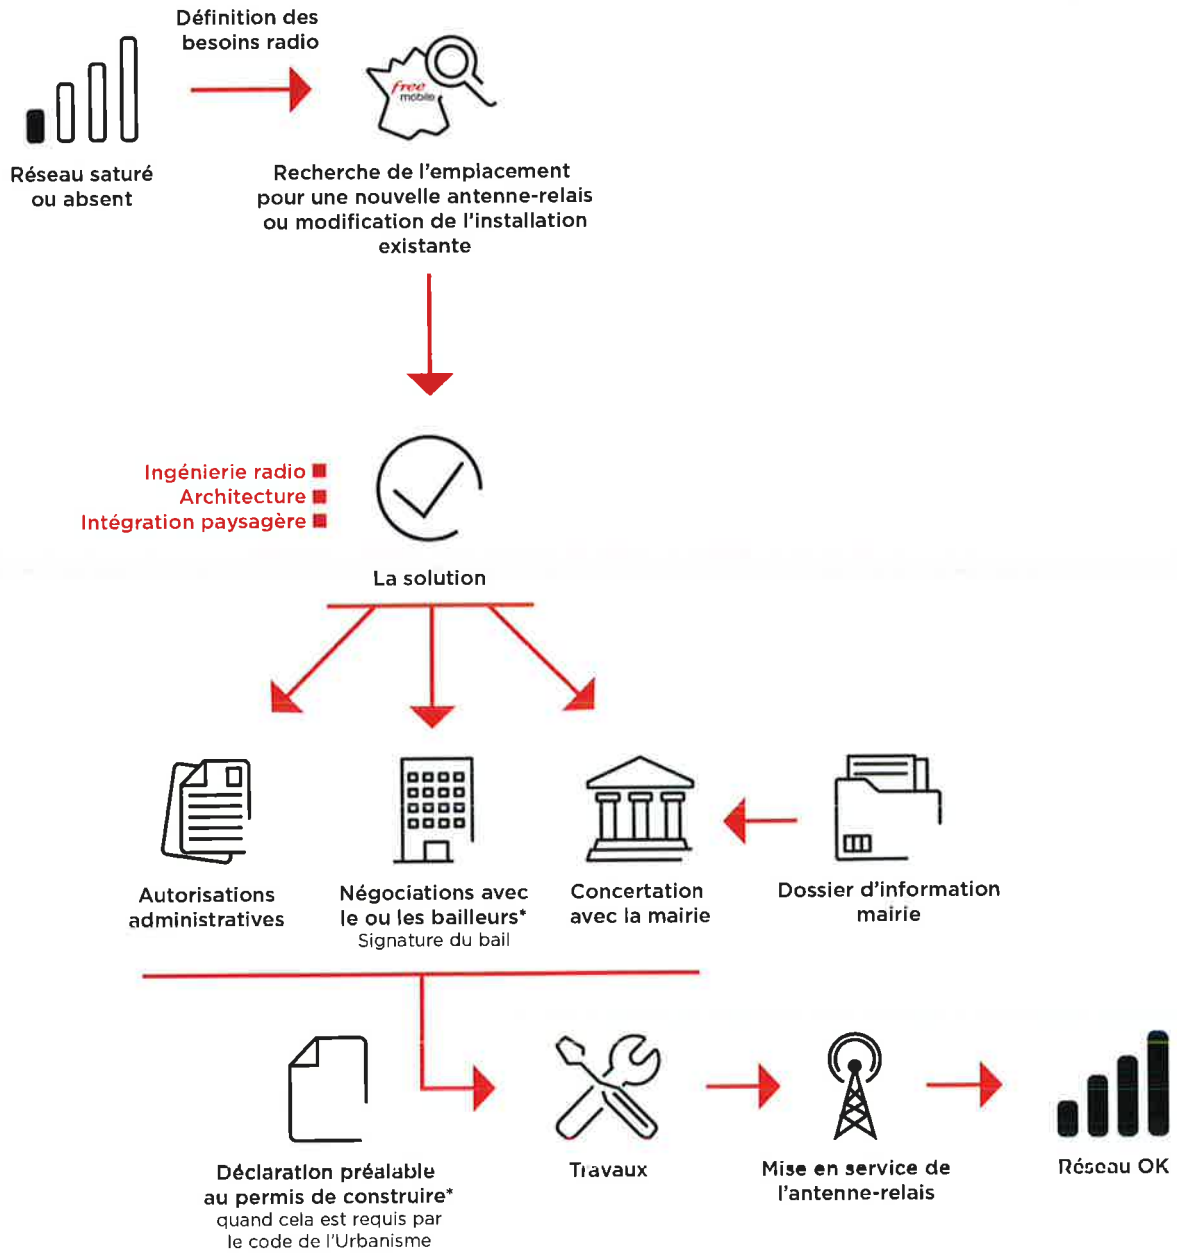 Définition des
besoins radio
free
mobile
Réseau saturé
ou absent
Recherche de l'emplacement
pour une nouvelle antenne-relais
ou modification de l'installation
existante
Ingénierie radio
Architecture
Intégration paysagère
La solution
Autorisations
administratives
Négociations avec
le ou les bailleurs*
Signature du bail
Concertation
avec la mairie
Dossier d'information
mairie
Déclaration préalable
au permis de construire*
quand cela est requis par
le code de l'Urbanisme
Travaux
Mise en service de
l'antenne-relais
Réseau OK